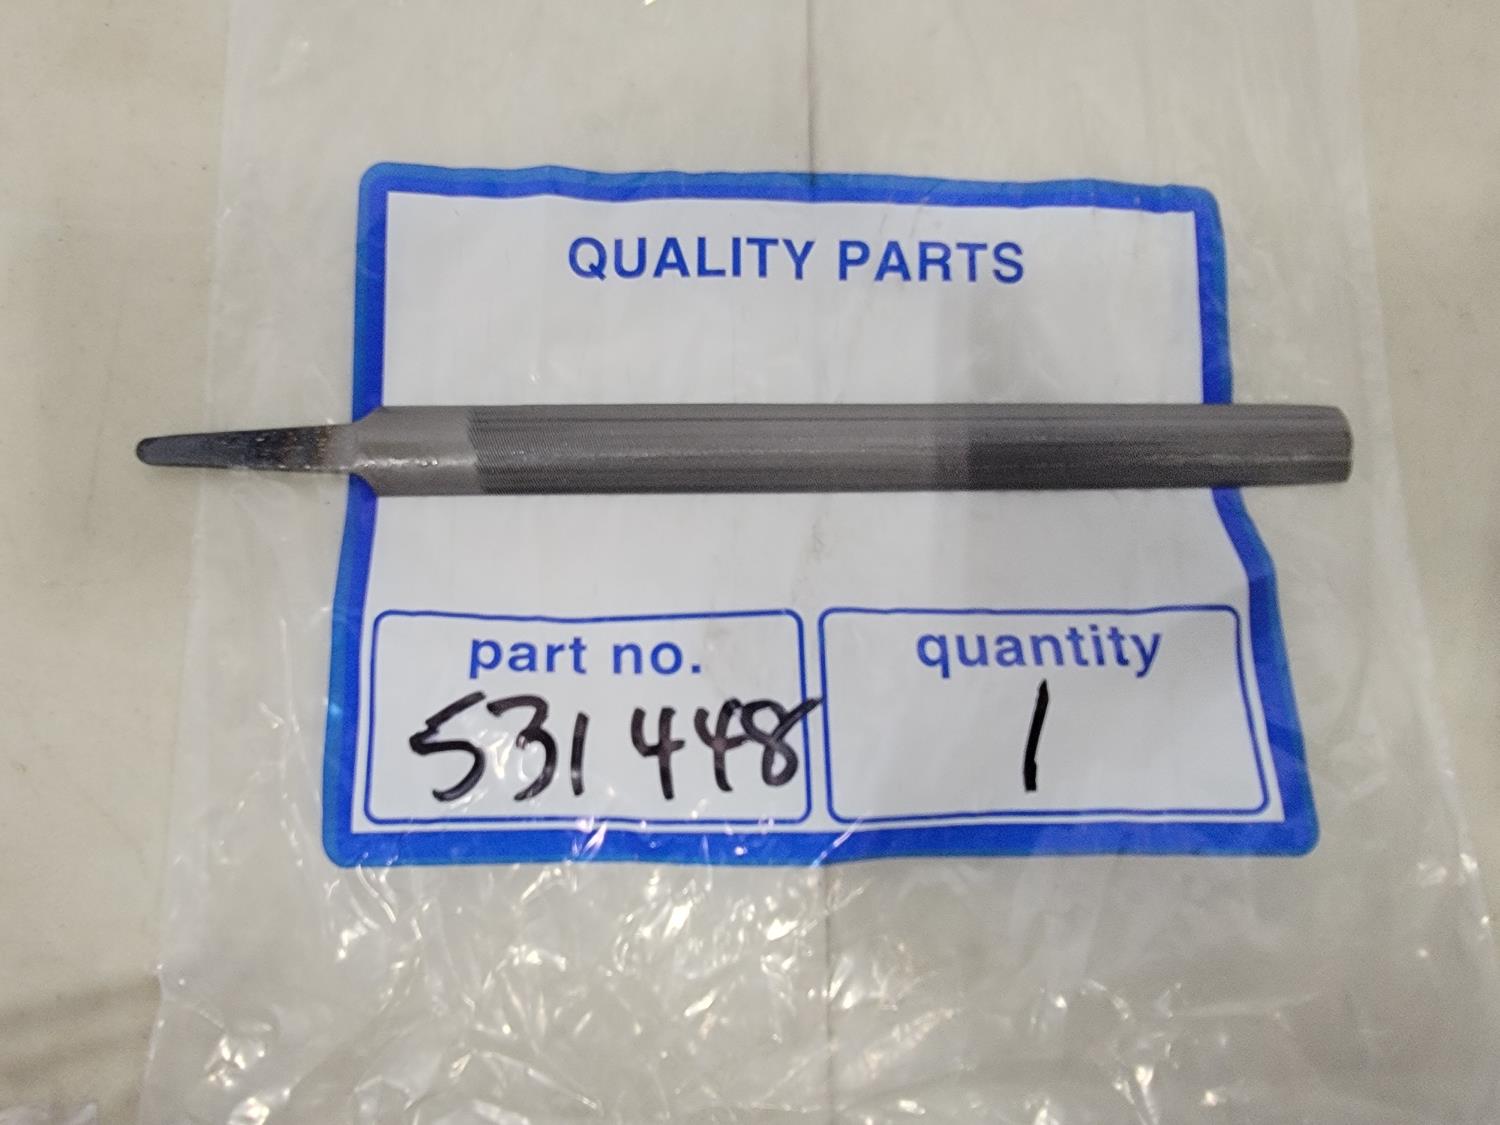 QUALITY PARTS
part no.
531448
quantity
1